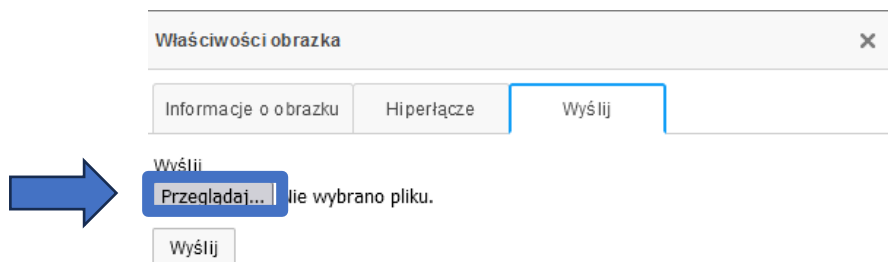 Właściwości obrazka
Informacje o obrazku Hiperłącze Wyślij
Wyślij
Przeglądaj... Nie wybrano pliku.
Wyślij